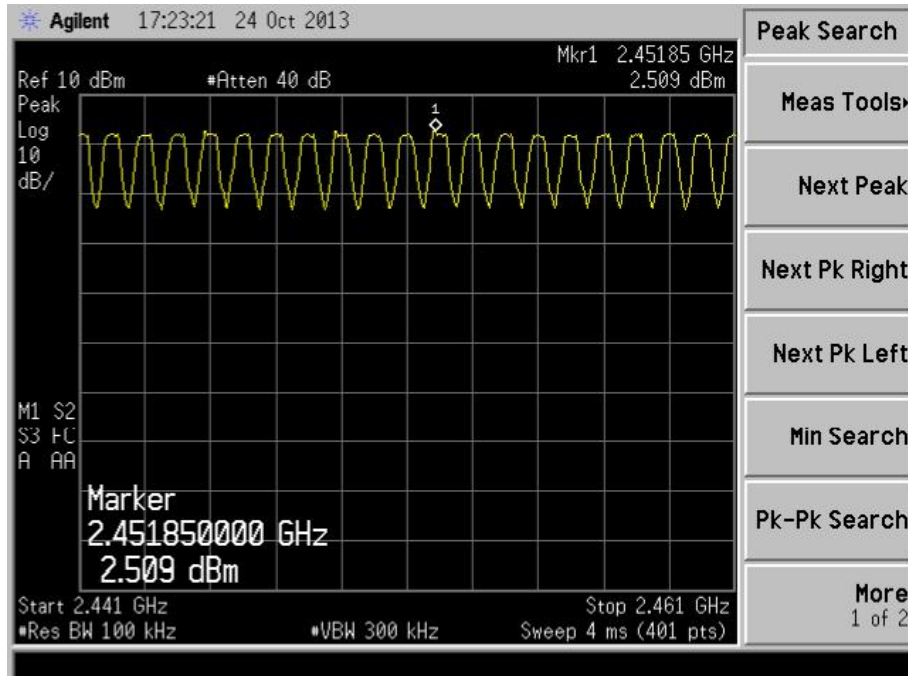 Agilent 17:23:21 24 Oct 2013
Peak Search
Mkr1 2.45185 GHz
Ref 10 dBm #Atten 40 dB 2.509 dBm
Peak
Log
10
dB/
1
Meas Tools
Next Peak
Next Pk Right
Next Pk Left
M1 S2
S3 FC
A AA
Min Search
Marker
2.451850000 GHz
2.509 dBm
Pk-Pk Search
Start 2.441 GHz Stop 2.461 GHz
#Res BW 100 kHz #VBW 300 kHz Sweep 4 ms (401 pts)
More
1 of 2